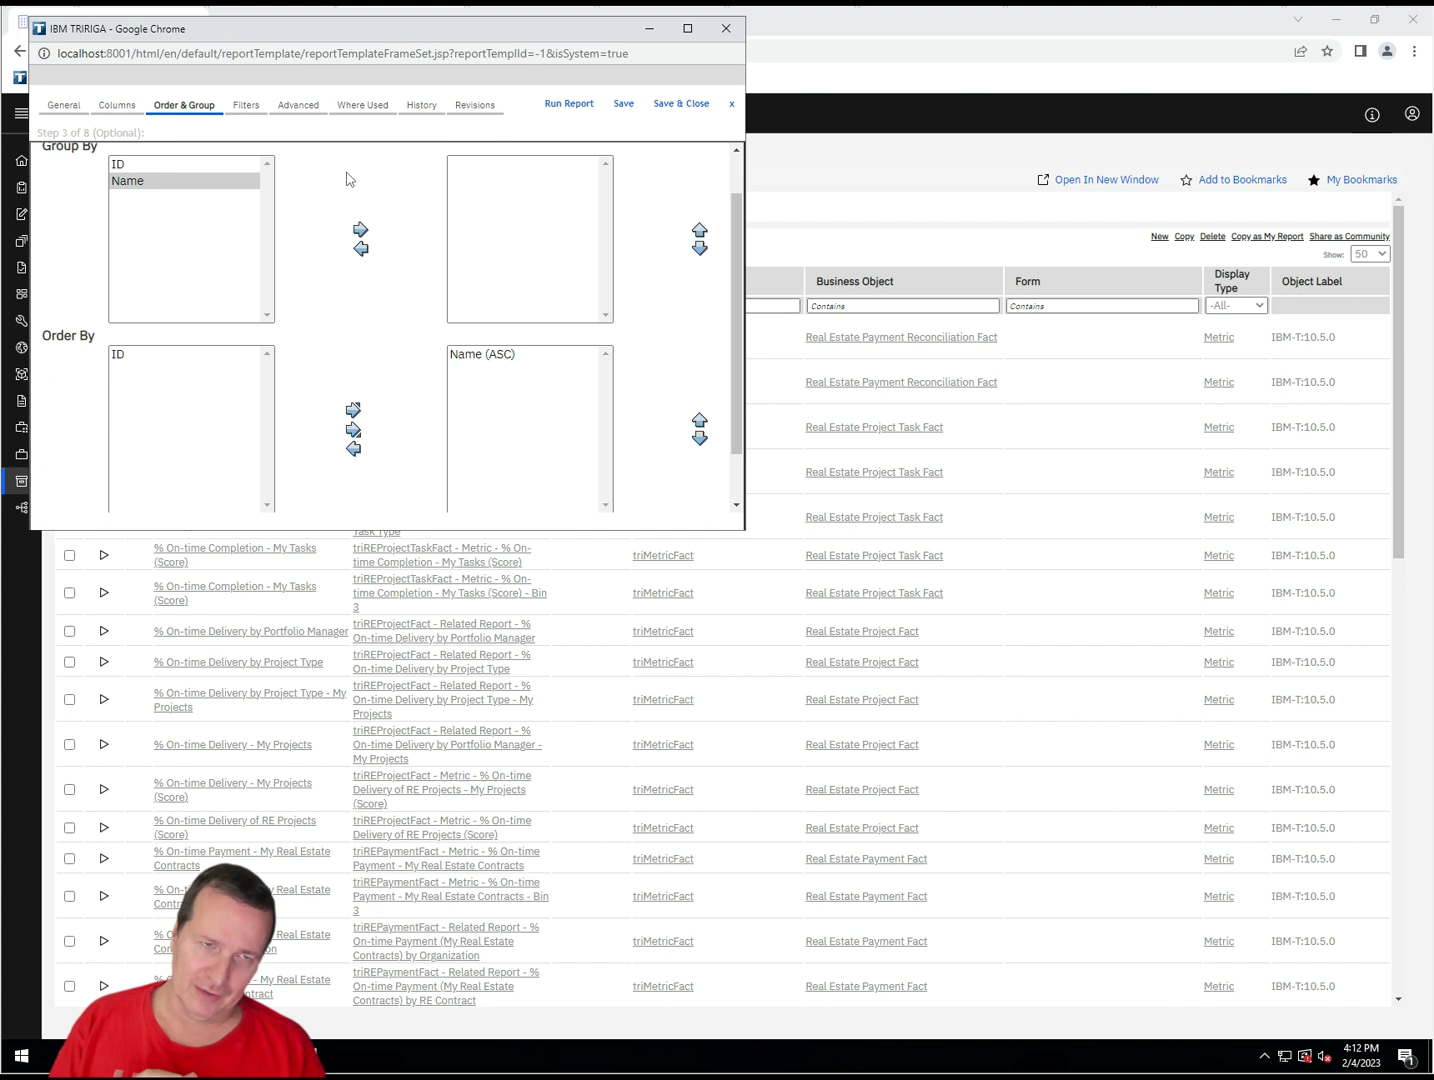 IBM TRIRIGA - Google Chrome
localhost:8001/html/en/default/reportTemplate/reportTemplateFrameSet.jsp?reportTemplId=-1&isSystem=true
General Columns Order & Group Filters Advanced Where Used History Revisions Run Report Save Save & Close x
Step 3 of 8 (Optional):
Group By
ID
Name
Order By
ID
Name (ASC)
Open In New Window Add to Bookmarks My Bookmarks
New Copy Delete Copy as My Report Share as Community
Show: 50
Business Object Form Display Type Object Label
Contains Contains -All-
Real Estate Payment Reconciliation Fact Metric IBM-T:10.5.0
Real Estate Payment Reconciliation Fact Metric IBM-T:10.5.0
Real Estate Project Task Fact Metric IBM-T:10.5.0
Real Estate Project Task Fact Metric IBM-T:10.5.0
Real Estate Project Task Fact Metric IBM-T:10.5.0
Task Type
% On-time Completion - My Tasks (Score) triREProjectTaskFact - Metric - % On-time Completion - My Tasks (Score) triMetricFact Real Estate Project Task Fact Metric IBM-T:10.5.0
% On-time Completion - My Tasks (Score) triREProjectTaskFact - Metric - % On-time Completion - My Tasks (Score) - Bin 3 triMetricFact Real Estate Project Task Fact Metric IBM-T:10.5.0
% On-time Delivery by Portfolio Manager triREProjectFact - Related Report - % On-time Delivery by Portfolio Manager triMetricFact Real Estate Project Fact Metric IBM-T:10.5.0
% On-time Delivery by Project Type triREProjectFact - Related Report - % On-time Delivery by Project Type triMetricFact Real Estate Project Fact Metric IBM-T:10.5.0
% On-time Delivery by Project Type - My Projects triREProjectFact - Related Report - % On-time Delivery by Project Type - My Projects triMetricFact Real Estate Project Fact Metric IBM-T:10.5.0
% On-time Delivery - My Projects triREProjectFact - Related Report - % On-time Delivery by Portfolio Manager - My Projects triMetricFact Real Estate Project Fact Metric IBM-T:10.5.0
% On-time Delivery - My Projects (Score) triREProjectFact - Metric - % On-time Delivery of RE Projects - My Projects (Score) triMetricFact Real Estate Project Fact Metric IBM-T:10.5.0
% On-time Delivery of RE Projects (Score) triREProjectFact - Metric - % On-time Delivery of RE Projects (Score) triMetricFact Real Estate Project Fact Metric IBM-T:10.5.0
% On-time Payment - My Real Estate Contracts triREPaymentFact - Metric - % On-time Payment - My Real Estate Contracts triMetricFact Real Estate Payment Fact Metric IBM-T:10.5.0
% On-ti Real Estate triREPaymentFact - Metric - % On-time Payment - My Real Estate Contracts - Bin 3 triMetricFact Real Estate Payment Fact Metric IBM-T:10.5.0
Real Estate triREPaymentFact - Related Report - % On-time Payment (My Real Estate Contracts) by Organization triMetricFact Real Estate Payment Fact Metric IBM-T:10.5.0
- My Real Estate triREPaymentFact - Related Report - % On-time Payment (My Real Estate Contracts) by RE Contract triMetricFact Real Estate Payment Fact Metric IBM-T:10.5.0
4:12 PM
2/4/2023
1